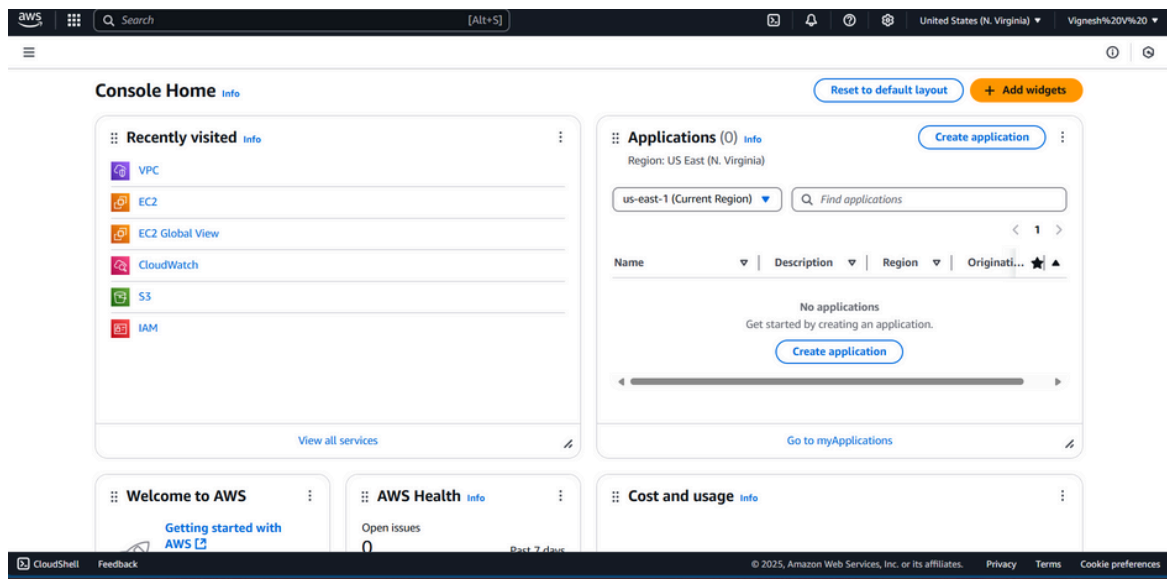 aws
Search [Alt+S]
United States (N. Virginia) ▼
Vignesh%20V%20 ▼
Console Home Info
Reset to default layout
+ Add widgets
Recently visited Info
VPC
EC2
EC2 Global View
CloudWatch
S3
IAM
View all services
Applications (0) Info
Create application
Region: US East (N. Virginia)
us-east-1 (Current Region) ▼
Find applications
< 1 >
Name Description Region Originati...
No applications
Get started by creating an application.
Create application
Go to myApplications
Welcome to AWS
Getting started with
AWS
AWS Health Info
Open issues
0
Past 7 days
Cost and usage Info
CloudShell Feedback
© 2025, Amazon Web Services, Inc. or its affiliates. Privacy Terms Cookie preferences